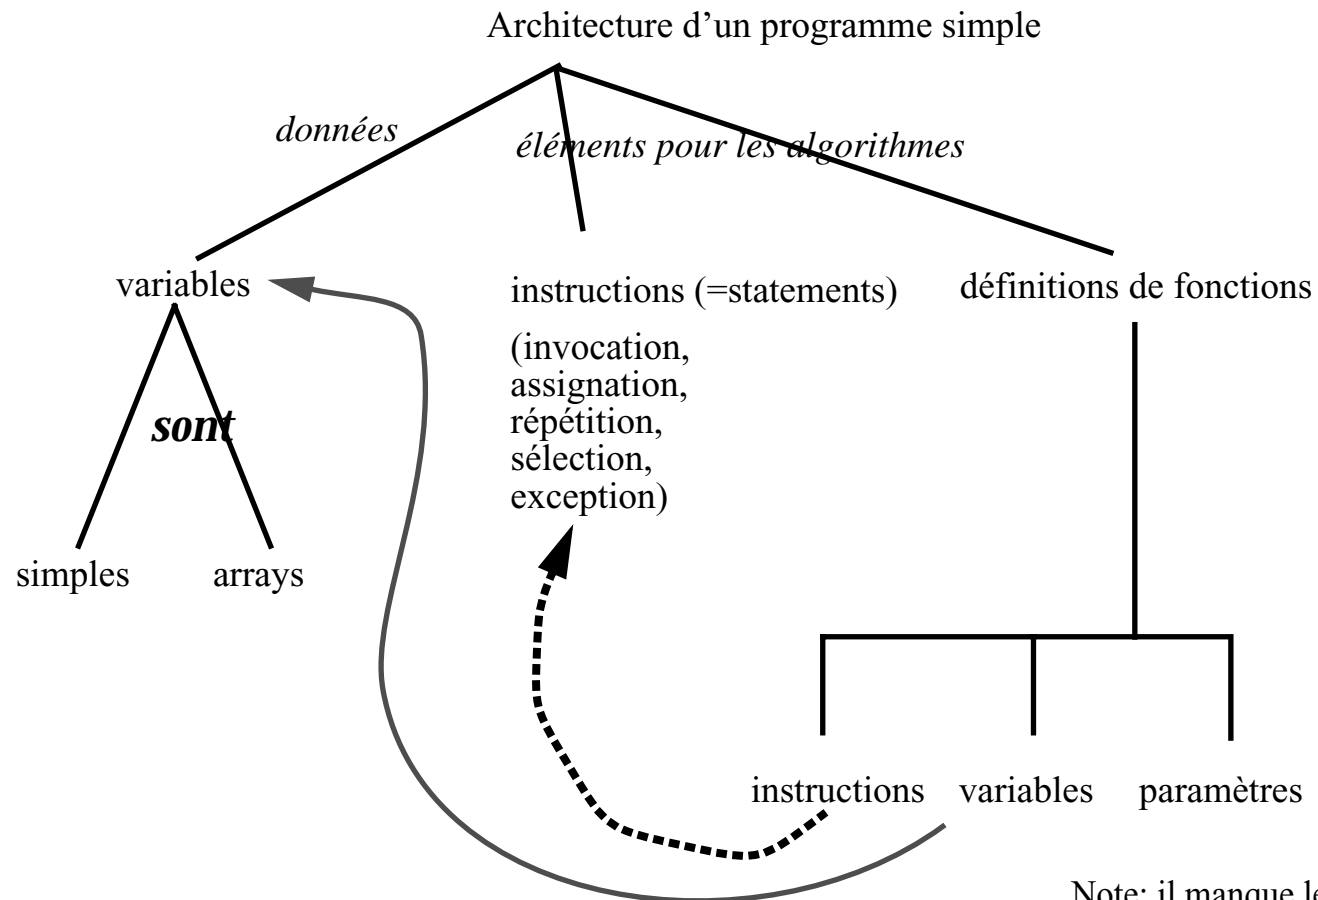 Architecture d’un programme simple
données
éléments pour les algorithmes
variables
instructions (=statements)
définitions de fonctions
(invocation,
assignation,
répétition,
sélection,
exception)
sont
simples
arrays
instructions
variables
paramètres
Note: il manque le